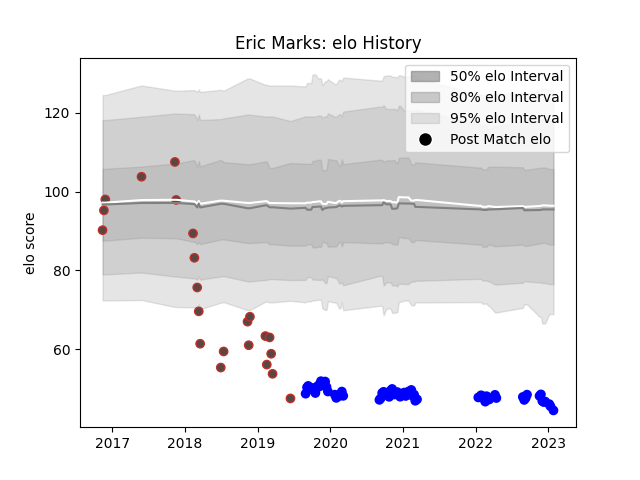 Eric Marks: elo History
50% elo Interval
80% elo Interval
95% elo Interval
Post Match elo
elo score
120
100
80
60
2017 2018 2019 2020 2021 2022 2023